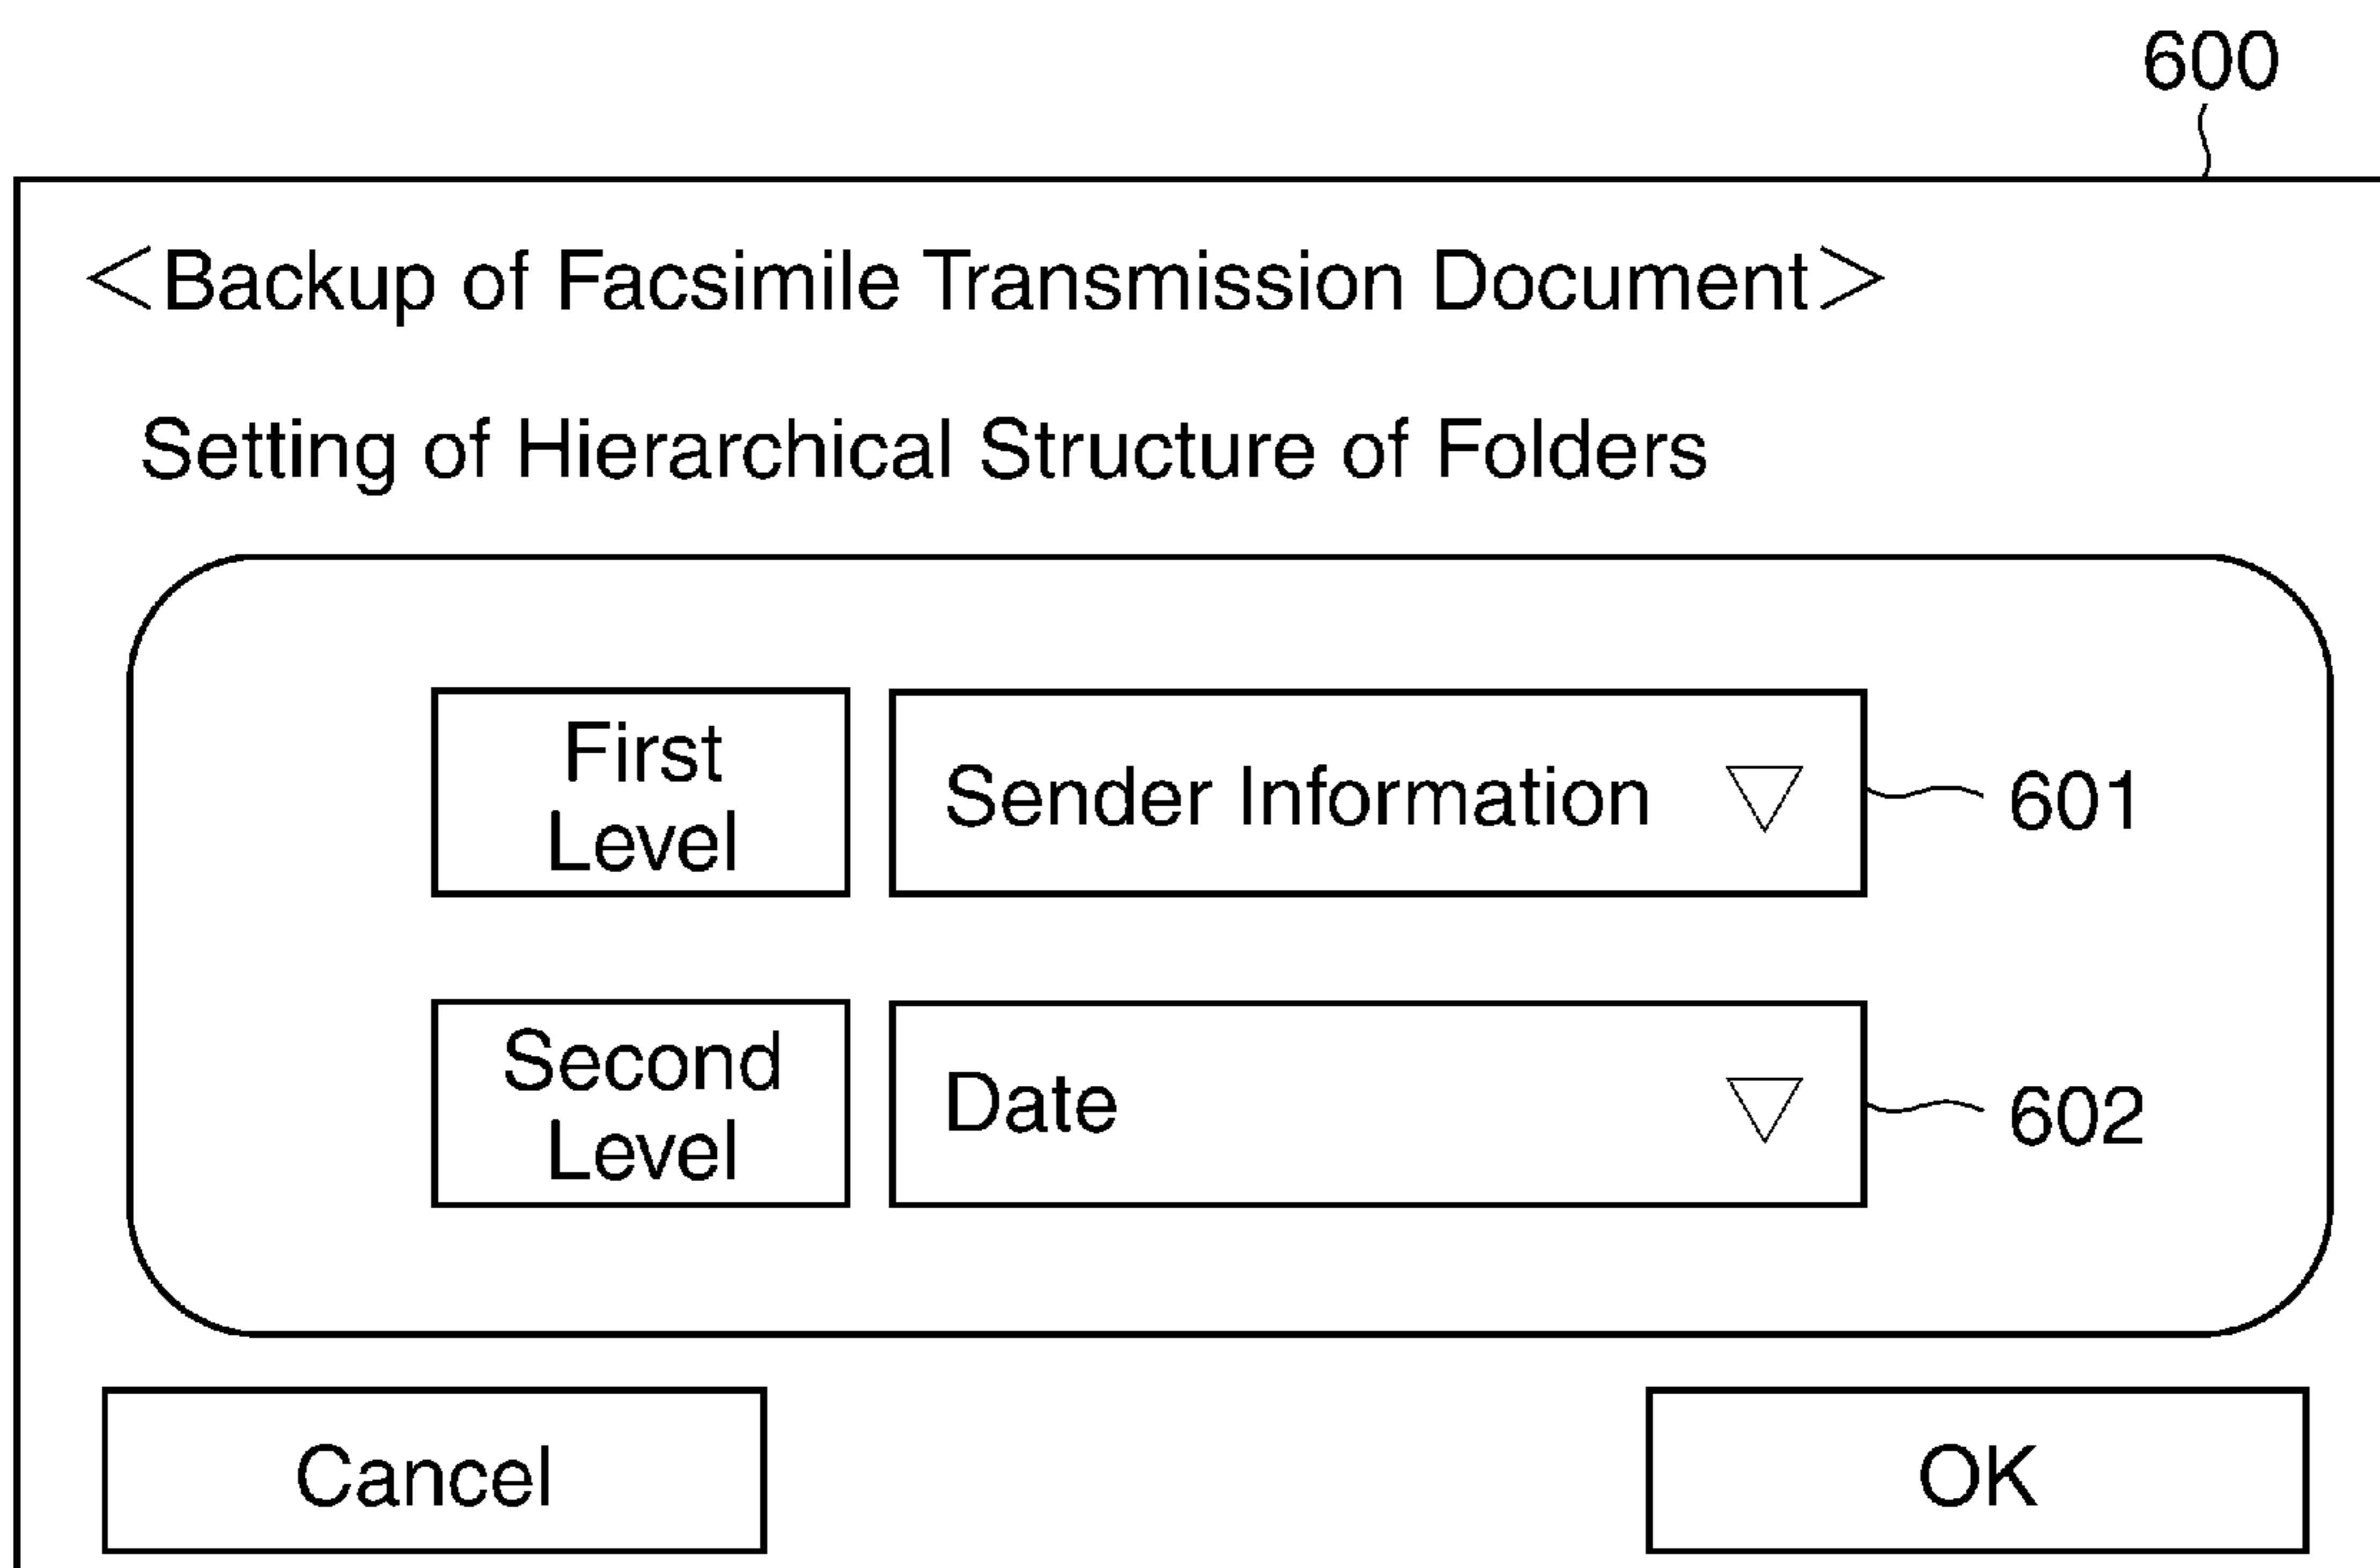 600
<Backup of Facsimile Transmission Document>
Setting of Hierarchical Structure of Folders
First
Level
Sender Information
601
Second
Level
Date
602
Cancel
OK